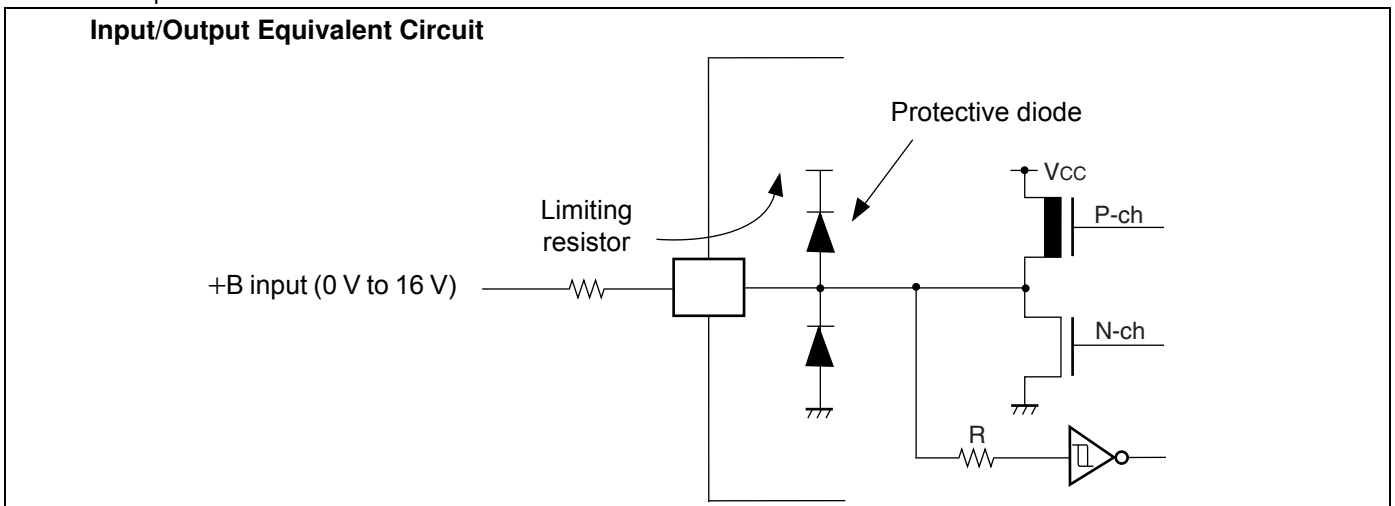 Input/Output Equivalent Circuit
Protective diode
Limiting
resistor
+B input (0 V to 16 V)
VCC
P-ch
N-ch
R